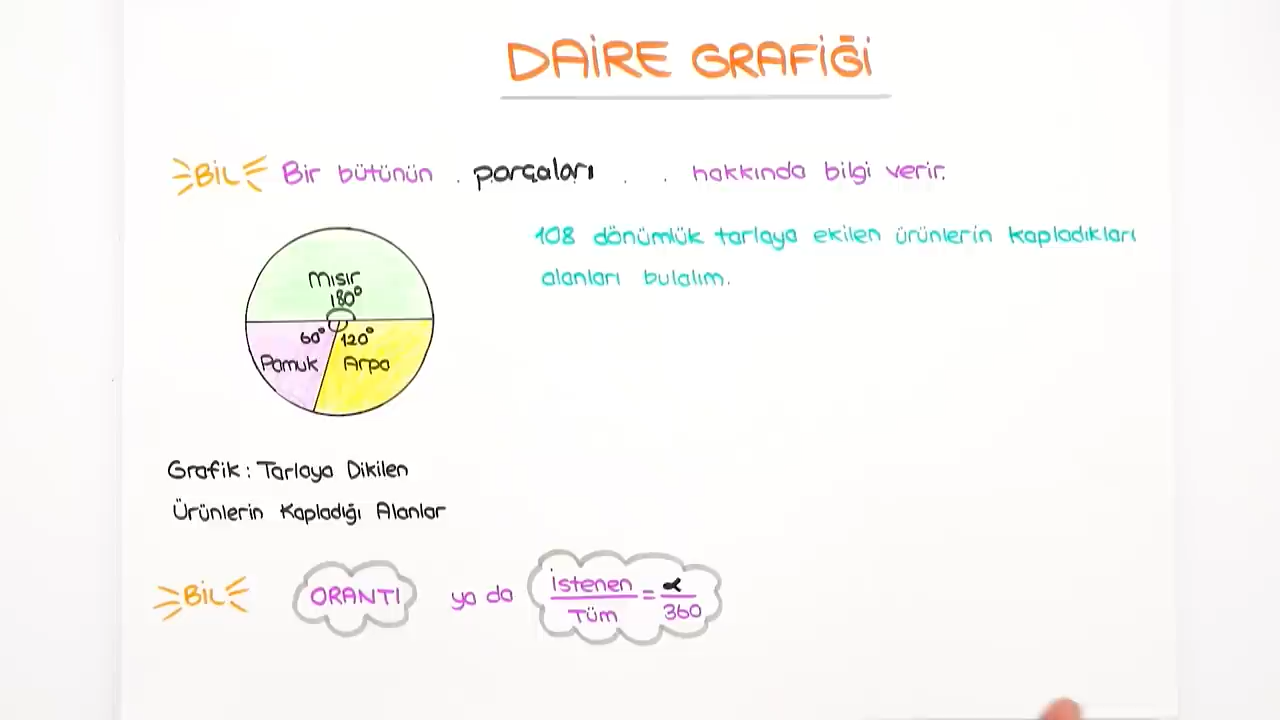 DAİRE GRAFİĞİ
BİL Bir bütünün . parçaları . . hakkında bilgi verir.
108 dönümlük tarlaya ekilen ürünlerin kapladıkları
alanları bulalım.
Mısır
180°
60° 120°
Pamuk Arpa
Grafik: Tarlaya Dikilen
Ürünlerin Kapladığı Alanlar
BİL ORANTI ya da İstenen/Tüm = α/360